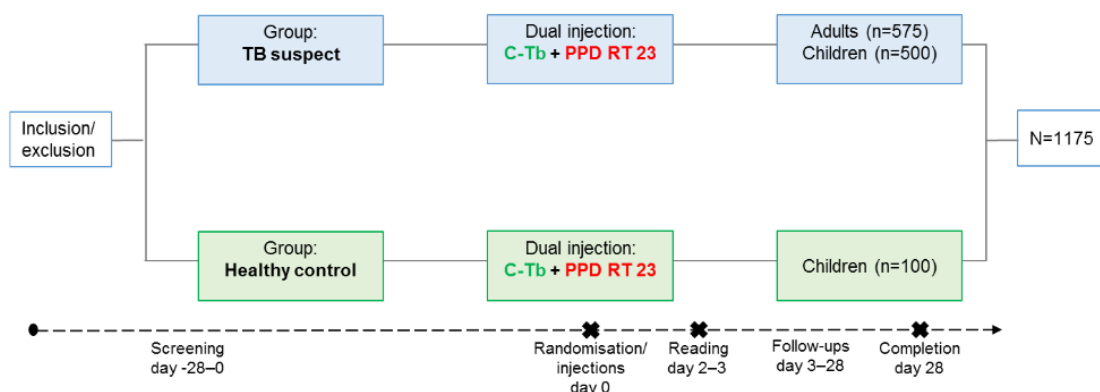 Group:
TB suspect
Dual injection:
C-Tb + PPD RT 23
Adults (n=575)
Children (n=500)
Inclusion/
exclusion
N=1175
Group:
Healthy control
Dual injection:
C-Tb + PPD RT 23
Children (n=100)
Screening
day -28–0
Randomisation/
injections
day 0
Reading
day 2–3
Follow-ups
day 3–28
Completion
day 28